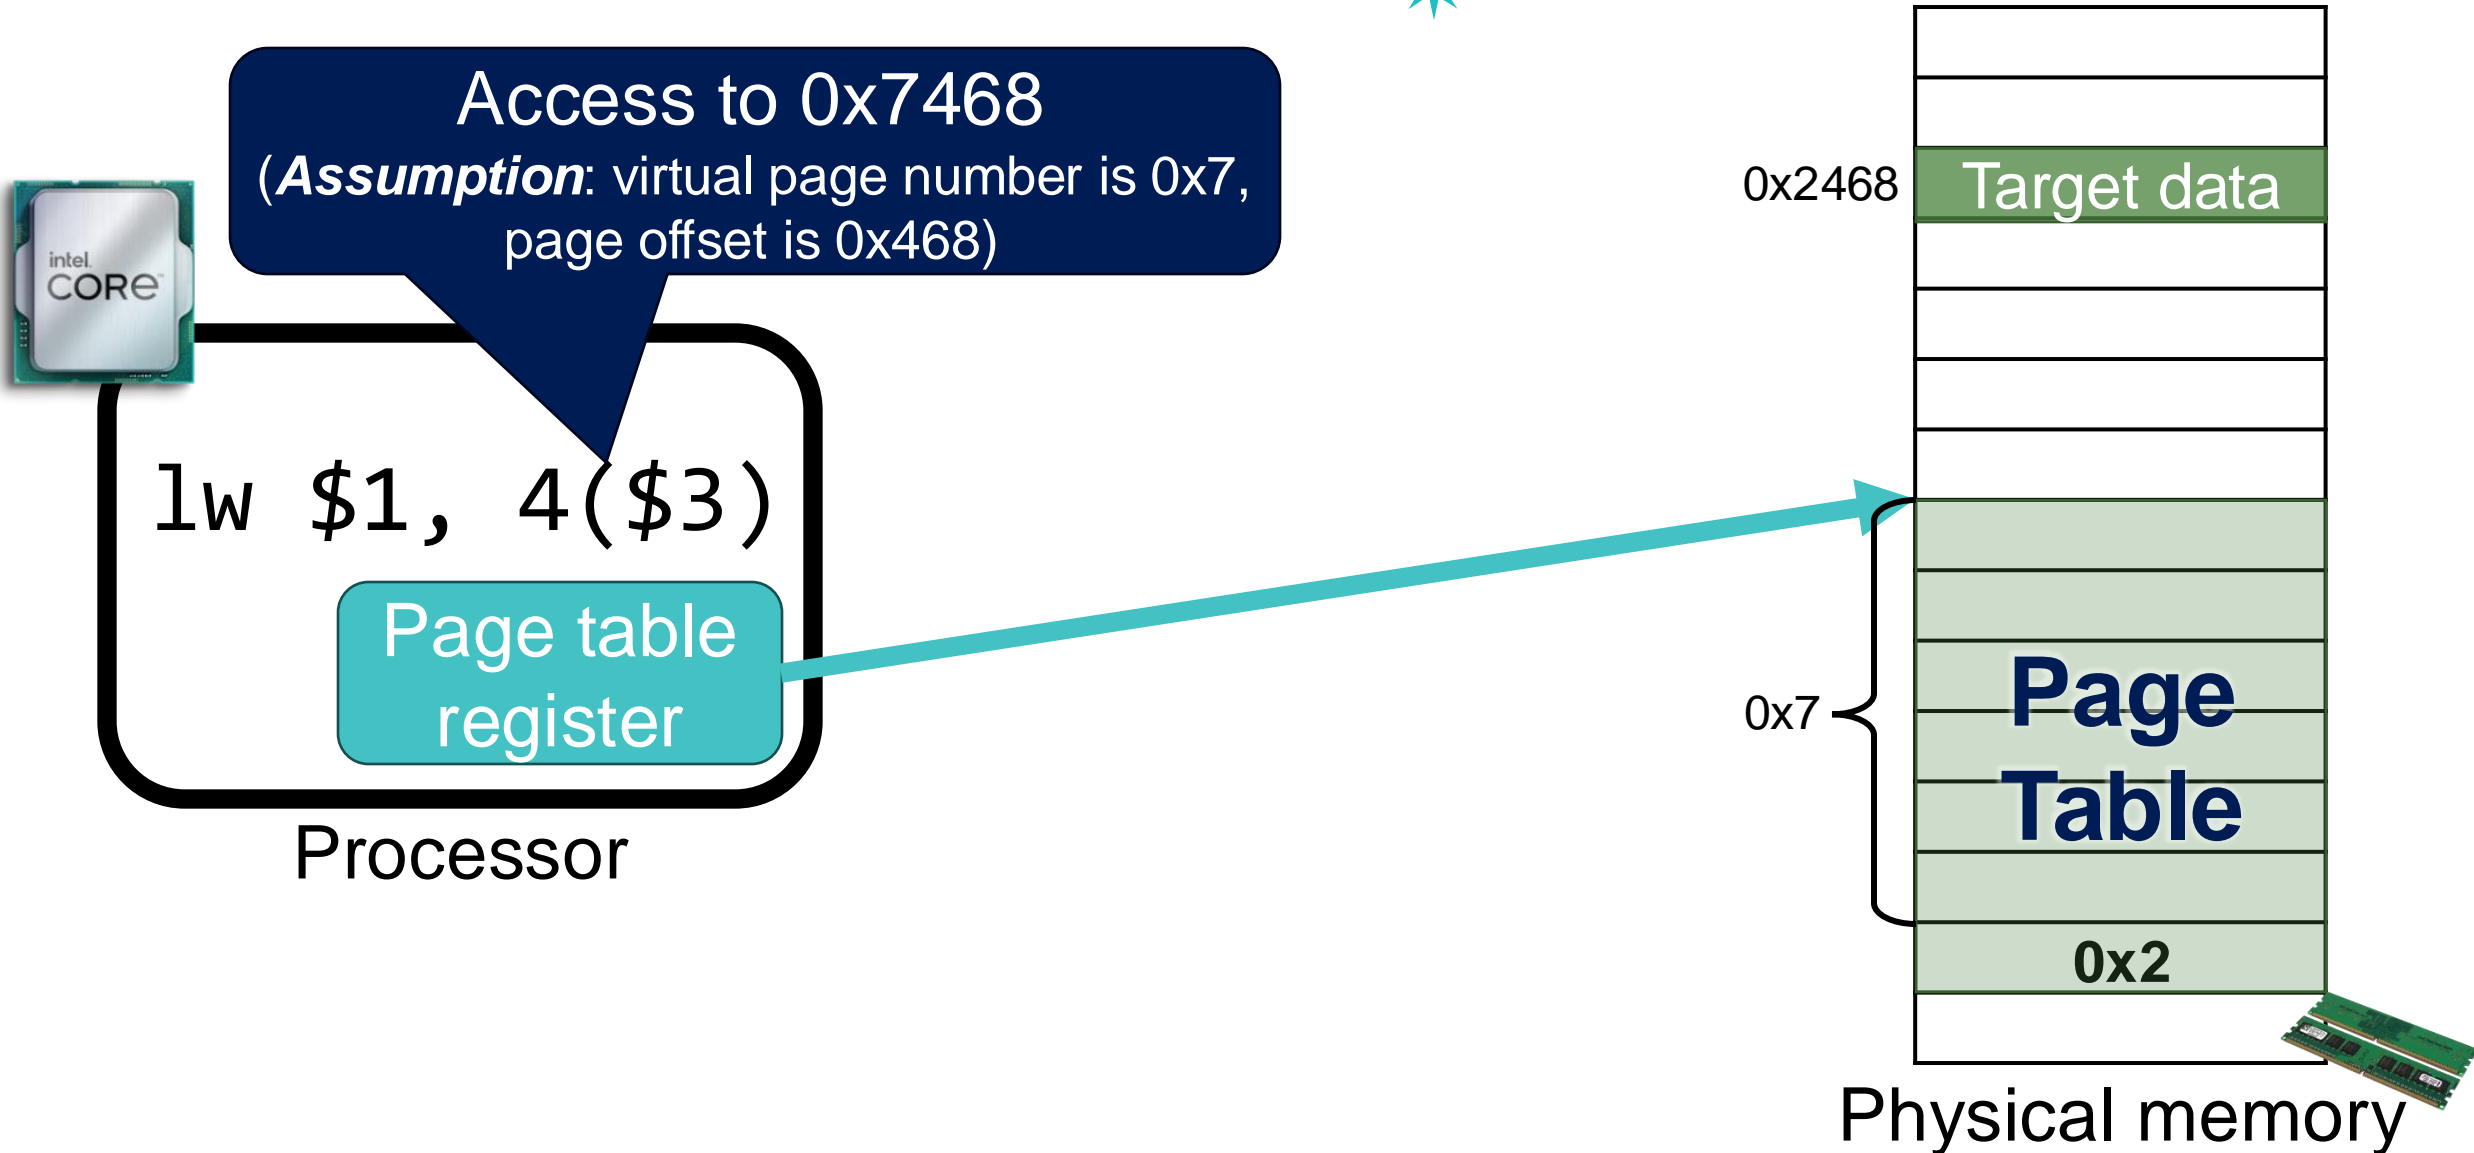 Access to 0x7468
(Assumption: virtual page number is 0x7,
page offset is 0x468)
intel.
CORE
lw $1, 4($3)
Page table
register
Processor
0x2468
Target data
0x7
Page
Table
0x2
Physical memory